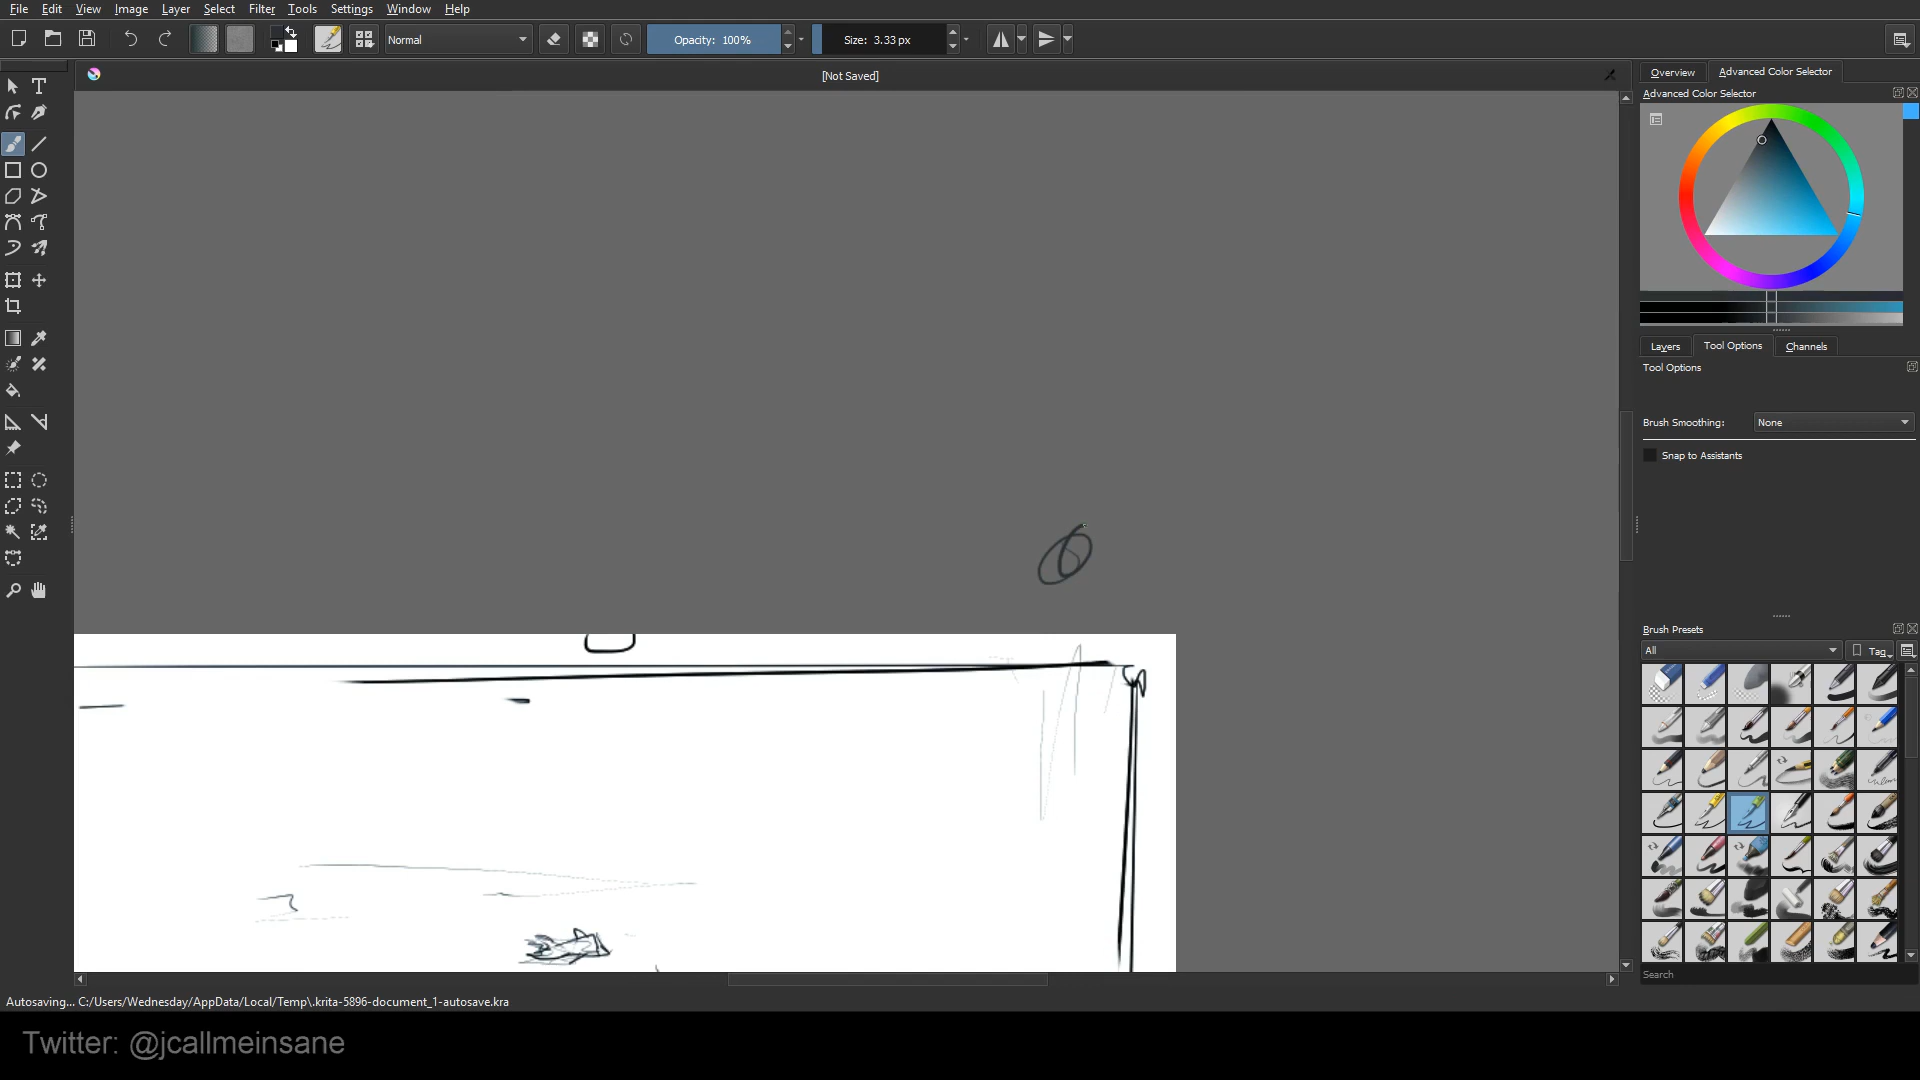 File Edit View Image Layer Select Filter Tools Settings Window Help
Normal
Opacity: 100%
Size: 3.33 px
[Not Saved]
Overview
Advanced Color Selector
Advanced Color Selector
Layers
Tool Options
Channels
Tool Options
Brush Smoothing:
None
Snap to Assistants
Brush Presets
All
Tag
Search
Autosaving... C:/Users/Wednesday/AppData/Local/Temp\.krita-5896-document_1-autosave.kra
Twitter: @jcallmeinsane